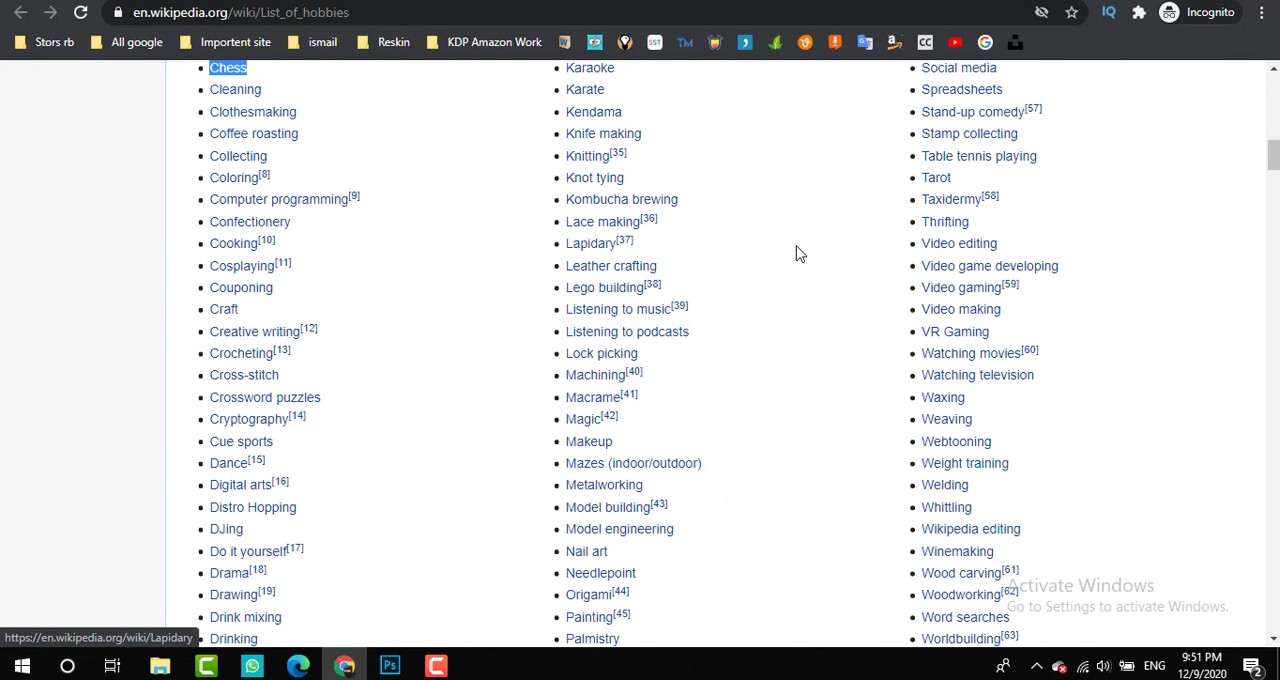 en.wikipedia.org/wiki/List_of_hobbies
Incognito
Stors rb
All google
Importent site
ismail
Reskin
KDP Amazon Work
Chess
Cleaning
Clothesmaking
Coffee roasting
Collecting
Coloring[8]
Computer programming[9]
Confectionery
Cooking[10]
Cosplaying[11]
Couponing
Craft
Creative writing[12]
Crocheting[13]
Cross-stitch
Crossword puzzles
Cryptography[14]
Cue sports
Dance[15]
Digital arts[16]
Distro Hopping
DJing
Do it yourself[17]
Drama[18]
Drawing[19]
Drink mixing
Drinking
Karaoke
Karate
Kendama
Knife making
Knitting[35]
Knot tying
Kombucha brewing
Lace making[36]
Lapidary[37]
Leather crafting
Lego building[38]
Listening to music[39]
Listening to podcasts
Lock picking
Machining[40]
Macrame[41]
Magic[42]
Makeup
Mazes (indoor/outdoor)
Metalworking
Model building[43]
Model engineering
Nail art
Needlepoint
Origami[44]
Painting[45]
Palmistry
Social media
Spreadsheets
Stand-up comedy[57]
Stamp collecting
Table tennis playing
Tarot
Taxidermy[58]
Thrifting
Video editing
Video game developing
Video gaming[59]
Video making
VR Gaming
Watching movies[60]
Watching television
Waxing
Weaving
Webtooning
Weight training
Welding
Whittling
Wikipedia editing
Winemaking
Wood carving[61]
Woodworking[62]
Word searches
Worldbuilding[63]
Activate Windows
Go to Settings to activate Windows.
https://en.wikipedia.org/wiki/Lapidary
ENG
9:51 PM
12/9/2020
2